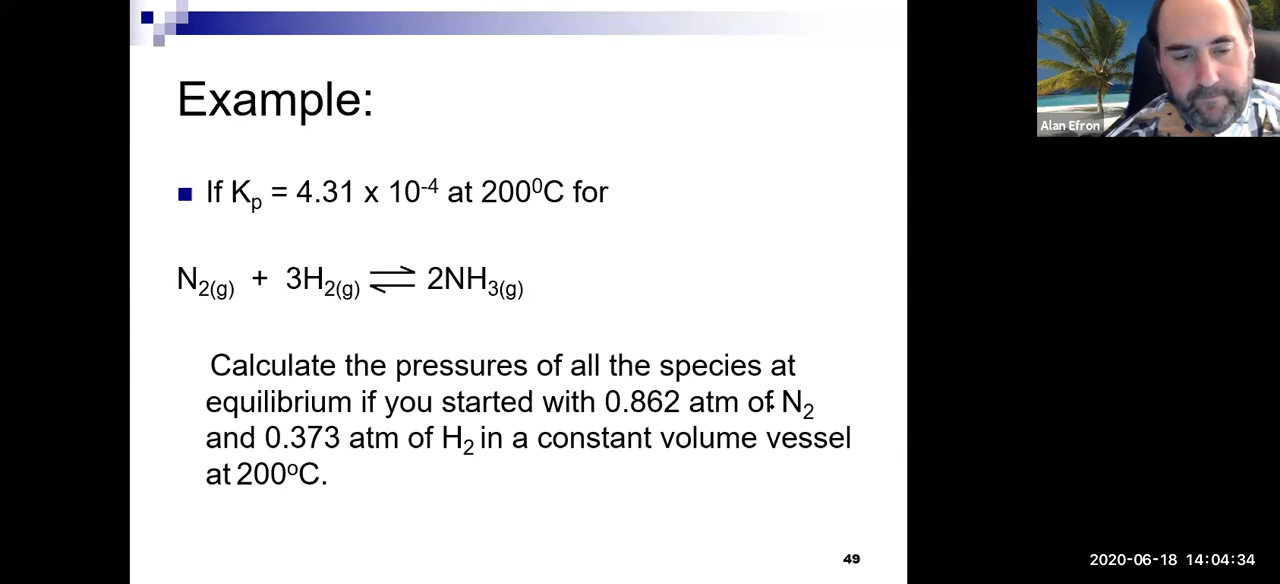 Example:
If Kp = 4.31 x 10-4 at 200⁰C for
N2(g) + 3H2(g) ⇌ 2NH3(g)
Calculate the pressures of all the species at
equilibrium if you started with 0.862 atm of N2
and 0.373 atm of H2 in a constant volume vessel
at 200oC.
49
Alan Efron
2020-06-18 14:04:34